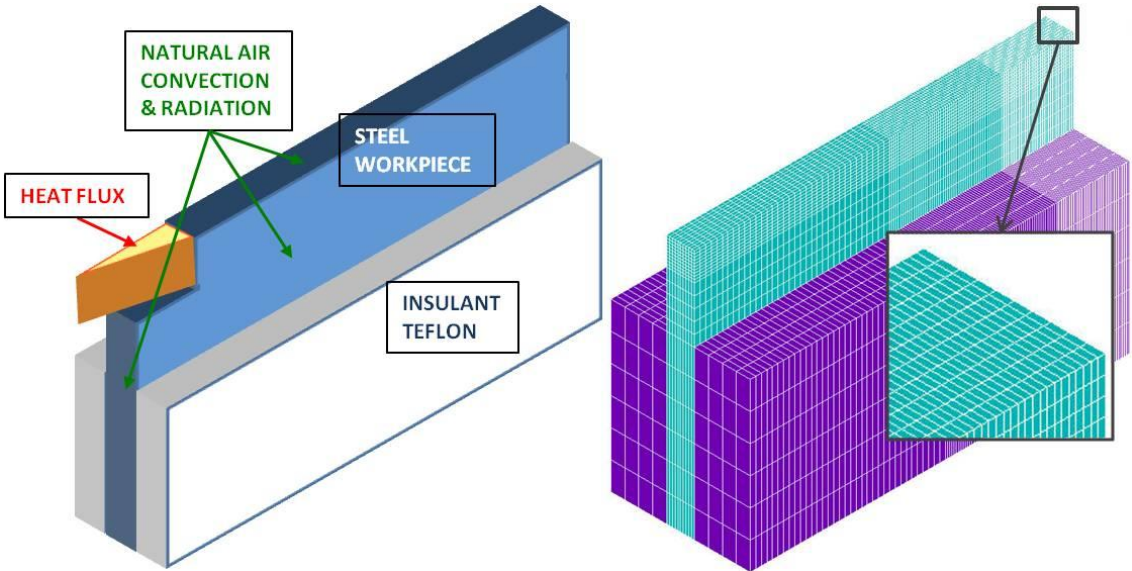 NATURAL AIR
CONVECTION
& RADIATION
STEEL
WORKPIECE
HEAT FLUX
INSULANT
TEFLON